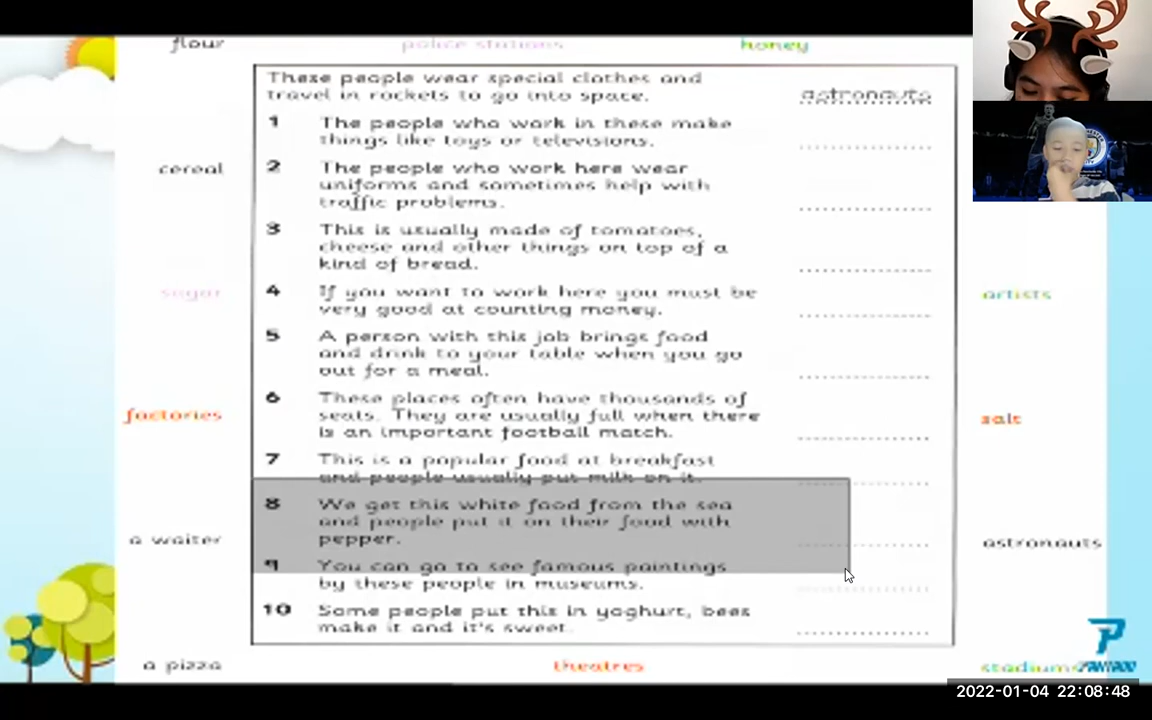 flour police stations honey
These people wear special clothes and
travel in rockets to go into space. astronauts
1 The people who work in these make
things like toys or televisions.
cereal
2 The people who work here wear
uniforms and sometimes help with
traffic problems.
3 This is usually made of tomatoes,
cheese and other things on top of a
kind of bread.
sugar
4 If you want to work here you must be
very good at counting money.
artists
5 A person with this job brings food
and drink to your table when you go
out for a meal.
factories
6 These places often have thousands of
seats. They are usually full when there
is an important football match.
salt
7 This is a popular food at breakfast
and people usually put milk on it.
8 We get this white food from the sea
and people put it on their food with
pepper.
a waiter
astronauts
9 You can go to see famous paintings
by these people in museums.
10 Some people put this in yoghurt, bees
make it and it's sweet.
a pizza theatres stadiums
PANTADO
2022-01-04 22:08:48